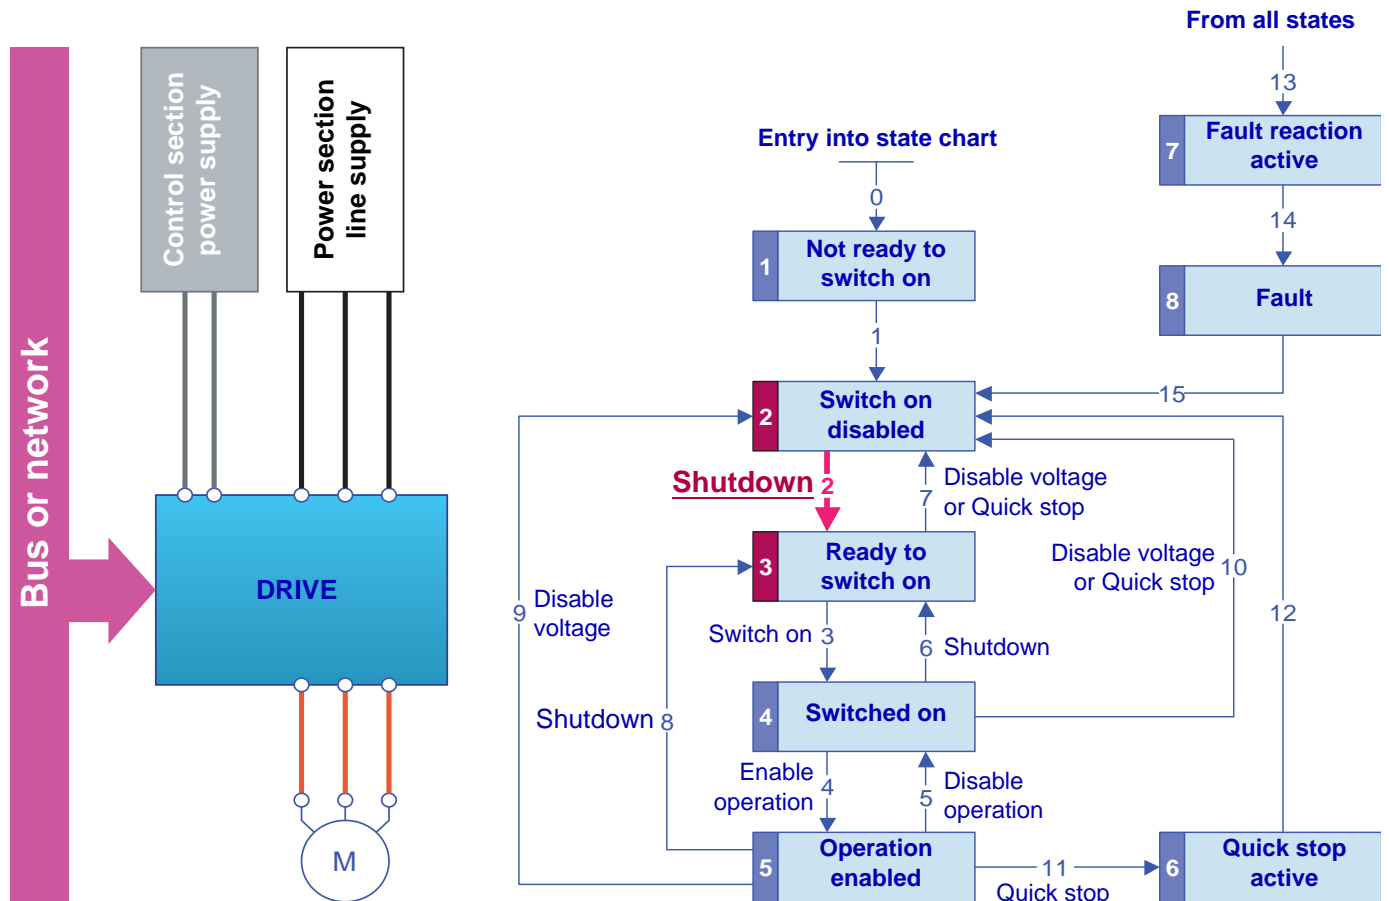 Bus or network
Control section
power supply
Power section
line supply
DRIVE
M
From all states
13
7
Fault reaction
active
14
8
Fault
15
Entry into state chart
0
1
Not ready to
switch on
1
2
Switch on
disabled
Shutdown 2
7
Disable voltage
or Quick stop
3
Ready to
switch on
Disable voltage
or Quick stop
10
12
9
Disable
voltage
Switch on 3
6 Shutdown
Shutdown 8
4
Switched on
Enable
operation
4
5
Disable
operation
5
Operation
enabled
11
Quick stop
6
Quick stop
active